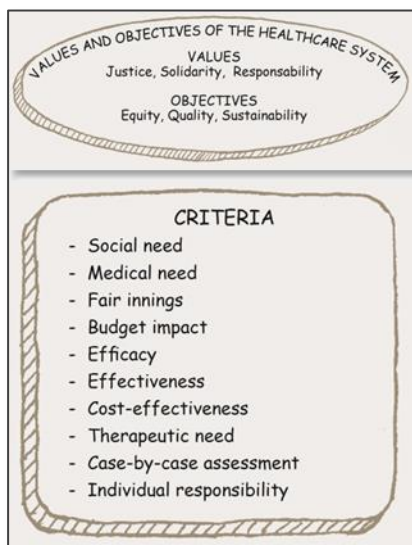 VALUES AND OBJECTIVES OF THE HEALTHCARE SYSTEM
VALUES
Justice, Solidarity, Responsability
OBJECTIVES
Equity, Quality, Sustainability
CRITERIA
- Social need
- Medical need
- Fair innings
- Budget impact
- Efficacy
- Effectiveness
- Cost-effectiveness
- Therapeutic need
- Case-by-case assessment
- Individual responsibility